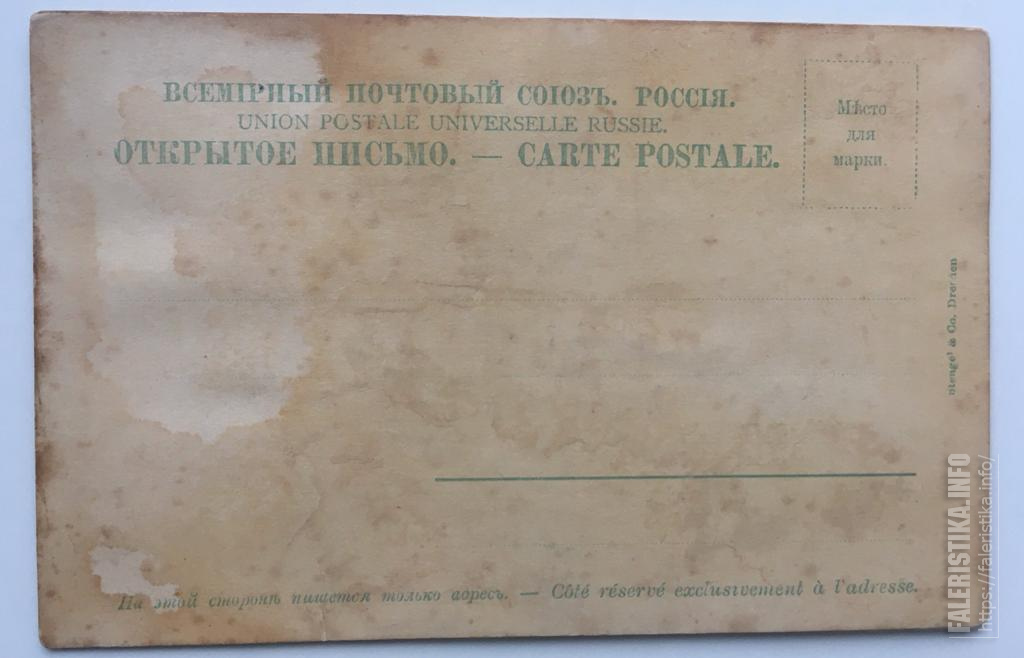 ВСЕМІРНЫЙ ПОЧТОВЫЙ СОЮЗЪ. РОССІЯ.
UNION POSTALE UNIVERSELLE RUSSIE.
ОТКРЫТОЕ ПИСЬМО. — CARTE POSTALE.
Мѣсто
для
марки.
Stengel & Co. Dresden
На этой сторонѣ пишется только адресъ. — Côté réservé exclusivement à l'adresse.
FALERISTIKA.INFO
https://faleristika.info/